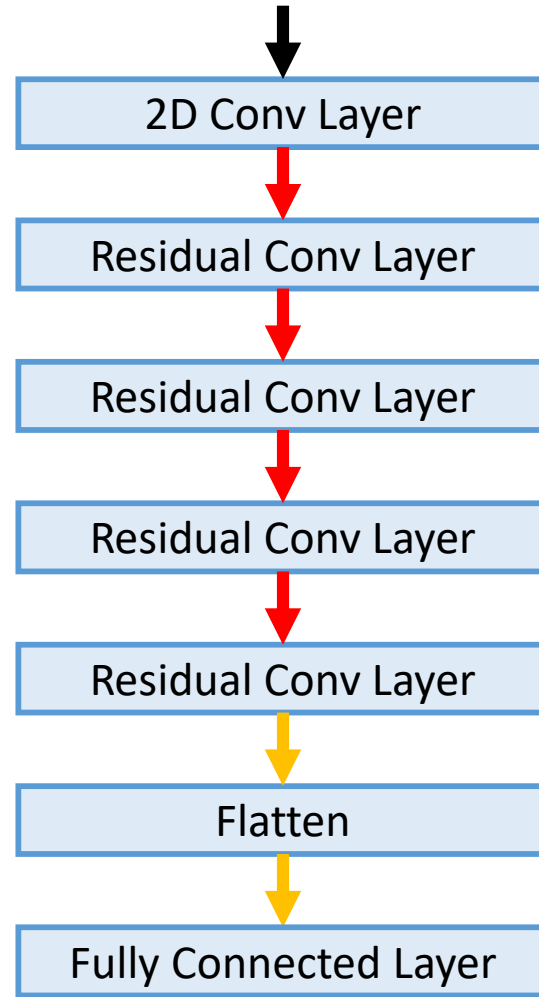 2D Conv Layer
Residual Conv Layer
Residual Conv Layer
Residual Conv Layer
Residual Conv Layer
Flatten
Fully Connected Layer